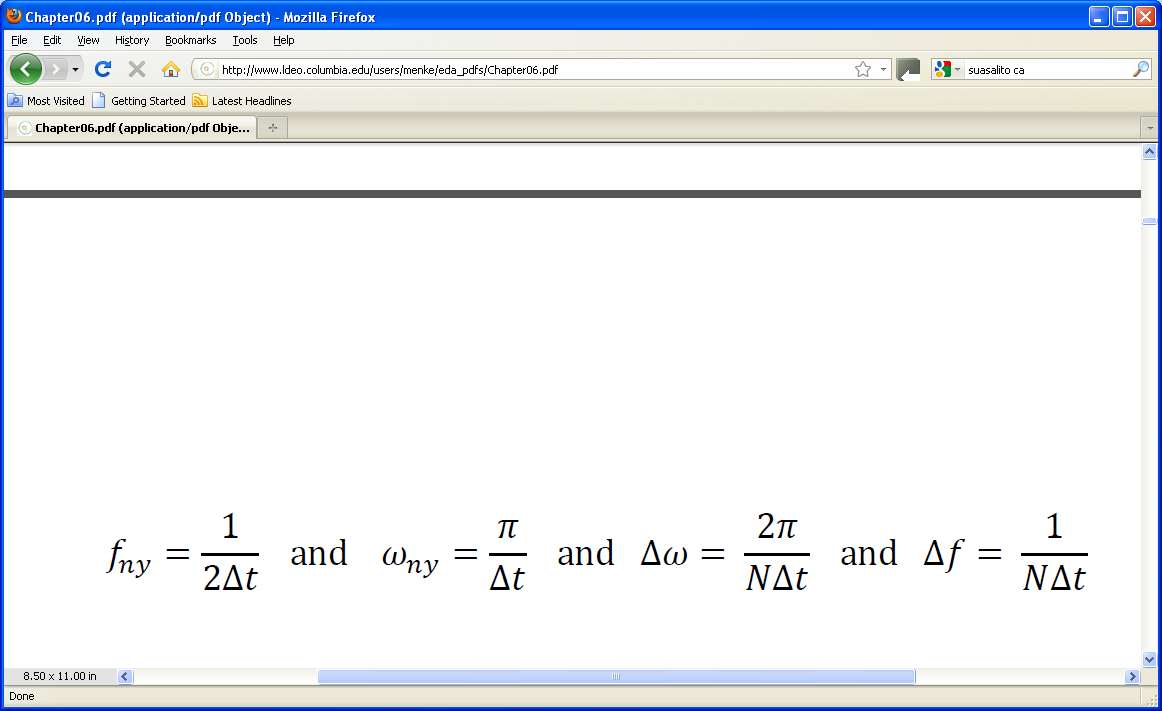 Chapter06.pdf (application/pdf Object) - Mozilla Firefox
File Edit View History Bookmarks Tools Help
http://www.ldeo.columbia.edu/users/menke/eda_pdfs/Chapter06.pdf suasalito ca
Most Visited Getting Started Latest Headlines
Chapter06.pdf (application/pdf Obje...
f_ny = 1/(2Δt) and ω_ny = π/Δt and Δω = 2π/(NΔt) and Δf = 1/(NΔt)
8.50 x 11.00 in
Done